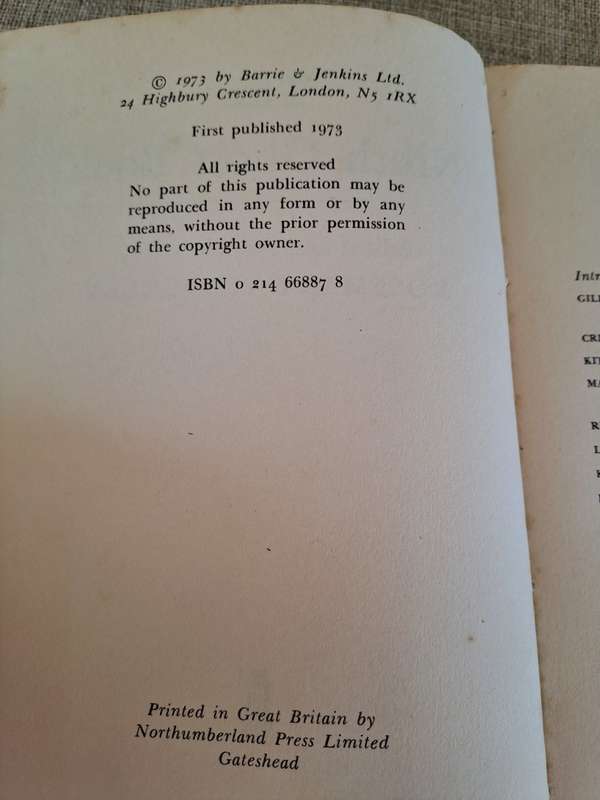 © 1973 by Barrie & Jenkins Ltd.
24 Highbury Crescent, London, N5 1RX
First published 1973
All rights reserved
No part of this publication may be
reproduced in any form or by any
means, without the prior permission
of the copyright owner.
ISBN 0 214 66887 8
Printed in Great Britain by
Northumberland Press Limited
Gateshead